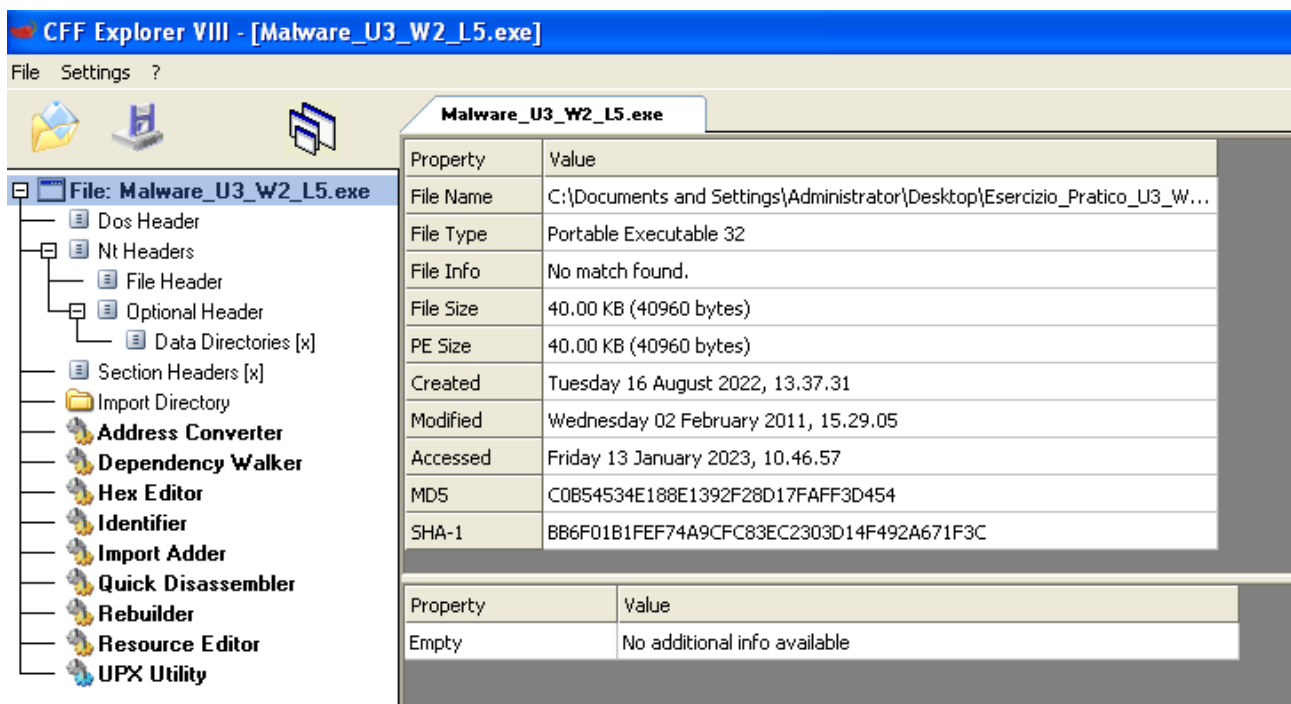 CFF Explorer VIII - [Malware_U3_W2_L5.exe]
File Settings ?
Malware_U3_W2_L5.exe
File: Malware_U3_W2_L5.exe
Dos Header
Nt Headers
File Header
Optional Header
Data Directories [x]
Section Headers [x]
Import Directory
Address Converter
Dependency Walker
Hex Editor
Identifier
Import Adder
Quick Disassembler
Rebuilder
Resource Editor
UPX Utility
Property Value
File Name C:\Documents and Settings\Administrator\Desktop\Esercizio_Pratico_U3_W...
File Type Portable Executable 32
File Info No match found.
File Size 40.00 KB (40960 bytes)
PE Size 40.00 KB (40960 bytes)
Created Tuesday 16 August 2022, 13.37.31
Modified Wednesday 02 February 2011, 15.29.05
Accessed Friday 13 January 2023, 10.46.57
MD5 C0B54534E188E1392F28D17FAFF3D454
SHA-1 BB6F01B1FEF74A9CFC83EC2303D14F492A671F3C
Property Value
Empty No additional info available